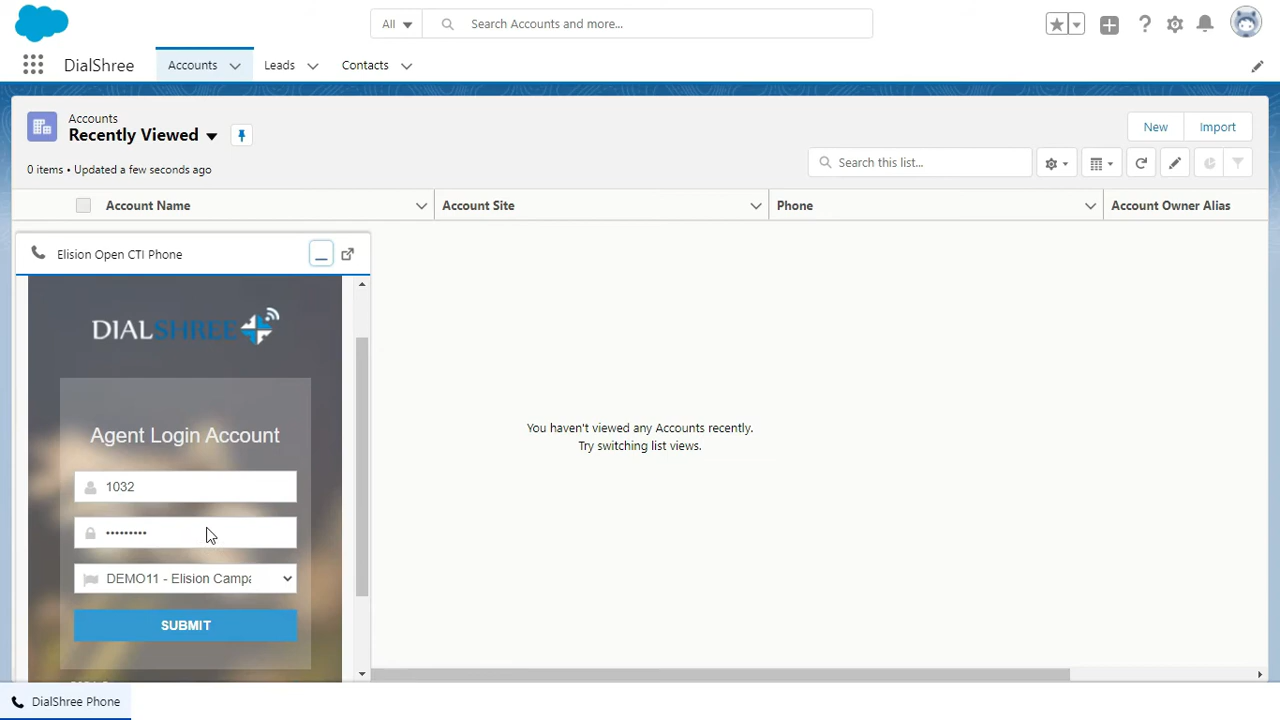 All
Search Accounts and more...
DialShree
Accounts
Leads
Contacts
Accounts
Recently Viewed
New
Import
0 items • Updated a few seconds ago
Search this list...
Account Name
Account Site
Phone
Account Owner Alias
Elision Open CTI Phone
DIALSHREE
Agent Login Account
1032
•••••••••
DEMO11 - Elision Campa
SUBMIT
You haven't viewed any Accounts recently.
Try switching list views.
DialShree Phone